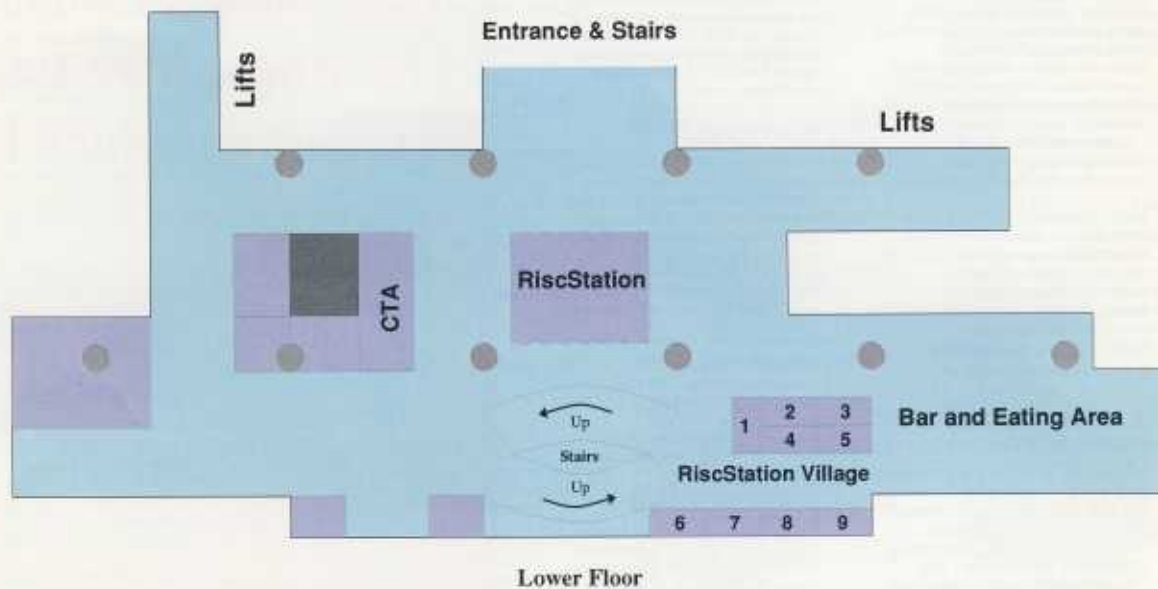 Entrance & Stairs
Lifts
Lifts
CTA
RiscStation
Up
Stairs
Up
1
2 3
4 5
Bar and Eating Area
RiscStation Village
6 7 8 9
Lower Floor